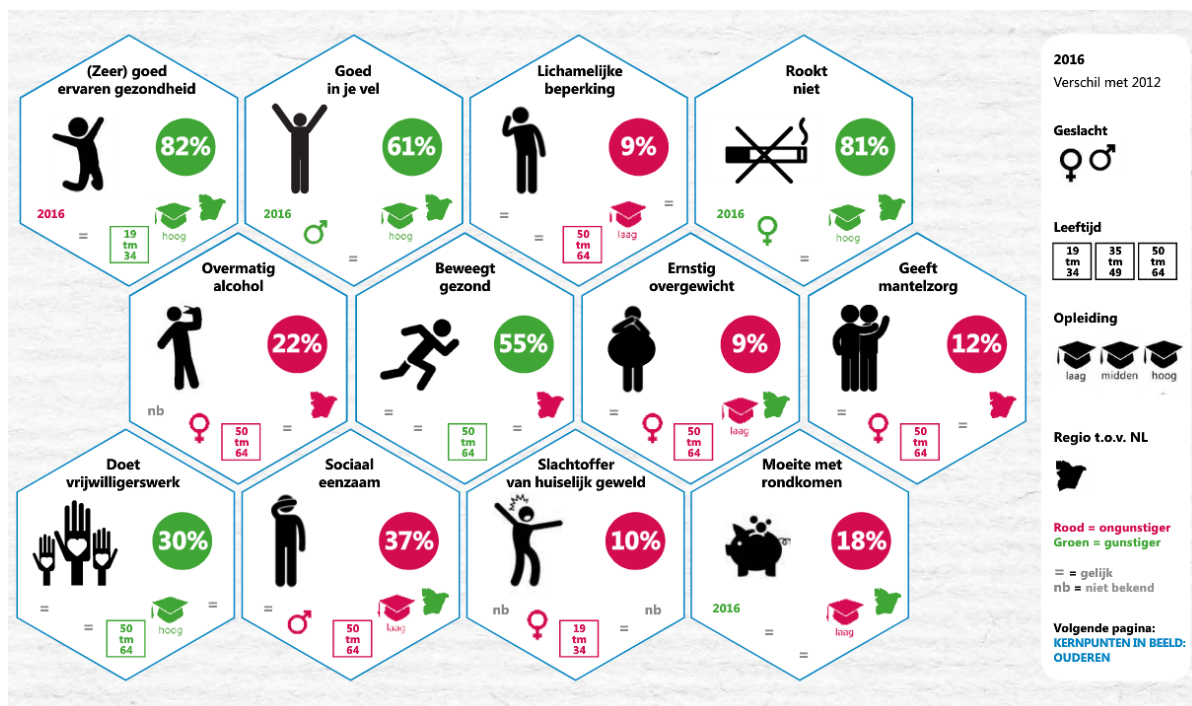 (Zeer) goed
ervaren gezondheid
82%
2016
=
19
tm
34
hoog
Goed
in je vel
61%
2016
=
hoog
Lichamelijke
beperking
9%
=
=
50
tm
64
laag
=
Rookt
niet
81%
2016
=
hoog
Overmatig
alcohol
22%
nb
50
tm
64
=
Beweegt
gezond
55%
=
=
50
tm
64
=
Ernstig
overgewicht
9%
=
50
tm
64
laag
Geeft
mantelzorg
12%
=
50
tm
64
=
Doet
vrijwilligerswerk
30%
=
=
50
tm
64
hoog
=
Sociaal
eenzaam
37%
=
50
tm
64
laag
Slachtoffer
van huiselijk geweld
10%
nb
19
tm
34
=
nb
Moeite met
rondkomen
18%
2016
=
=
laag
2016
Verschil met 2012
Geslacht
Leeftijd
19 35 50
tm tm tm
34 49 64
Opleiding
laag midden hoog
Regio t.o.v. NL
Rood = ongunstiger
Groen = gunstiger
= = gelijk
nb = niet bekend
Volgende pagina:
KERNPUNTEN IN BEELD:
OUDEREN